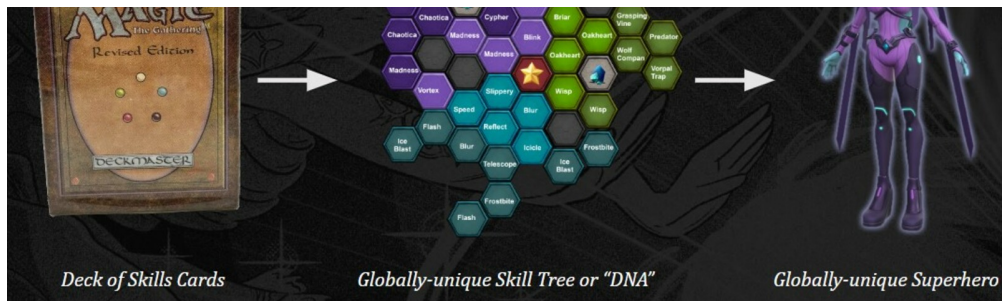 MAGIC
The Gathering
Revised Edition
DECKMASTER
Chaotica
Cypher
Briar
Grasping
Vine
Chaotica
Madness
Blink
Oakheart
Predator
Madness
Oakheart
Wolf
Compan
Madness
Vorpal
Trap
Vortex
Slippery
Wisp
Speed
Blur
Wisp
Flash
Reflect
Ice
Blast
Blur
Icicle
Frostbite
Telescope
Ice
Blast
Frostbite
Flash
Deck of Skills Cards
Globally-unique Skill Tree or “DNA”
Globally-unique Superhero